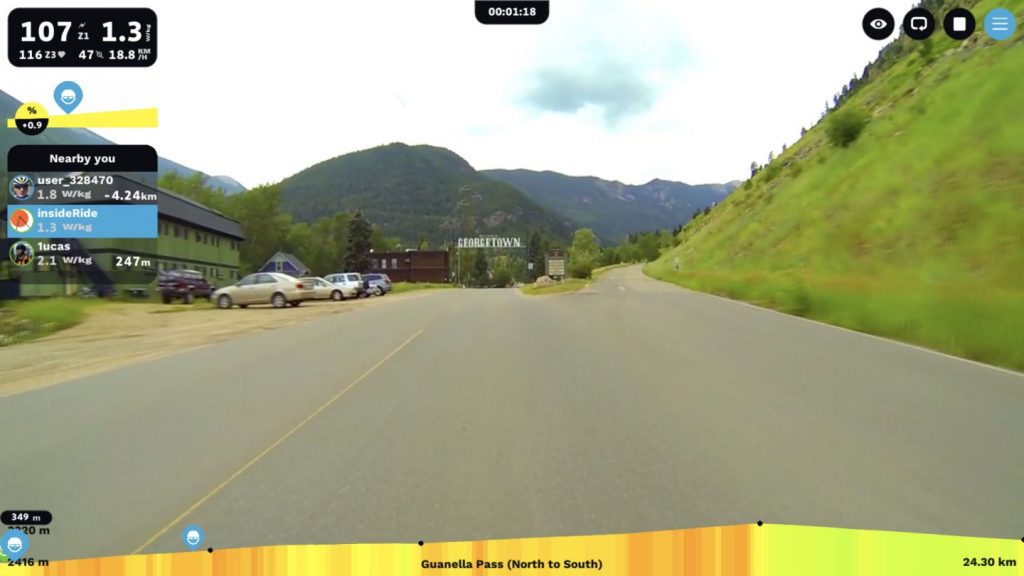 00:01:18
107 Z1 1.3 W/kg
116 Z3 47 18.8 KM/H
%
+0.9
Nearby you
user_328470
1.8 W/kg -4.24km
insideRide
1.3 W/kg
1ucas
2.1 W/kg 247m
GEORGETOWN
349 m
2416 m
Guanella Pass (North to South)
24.30 km